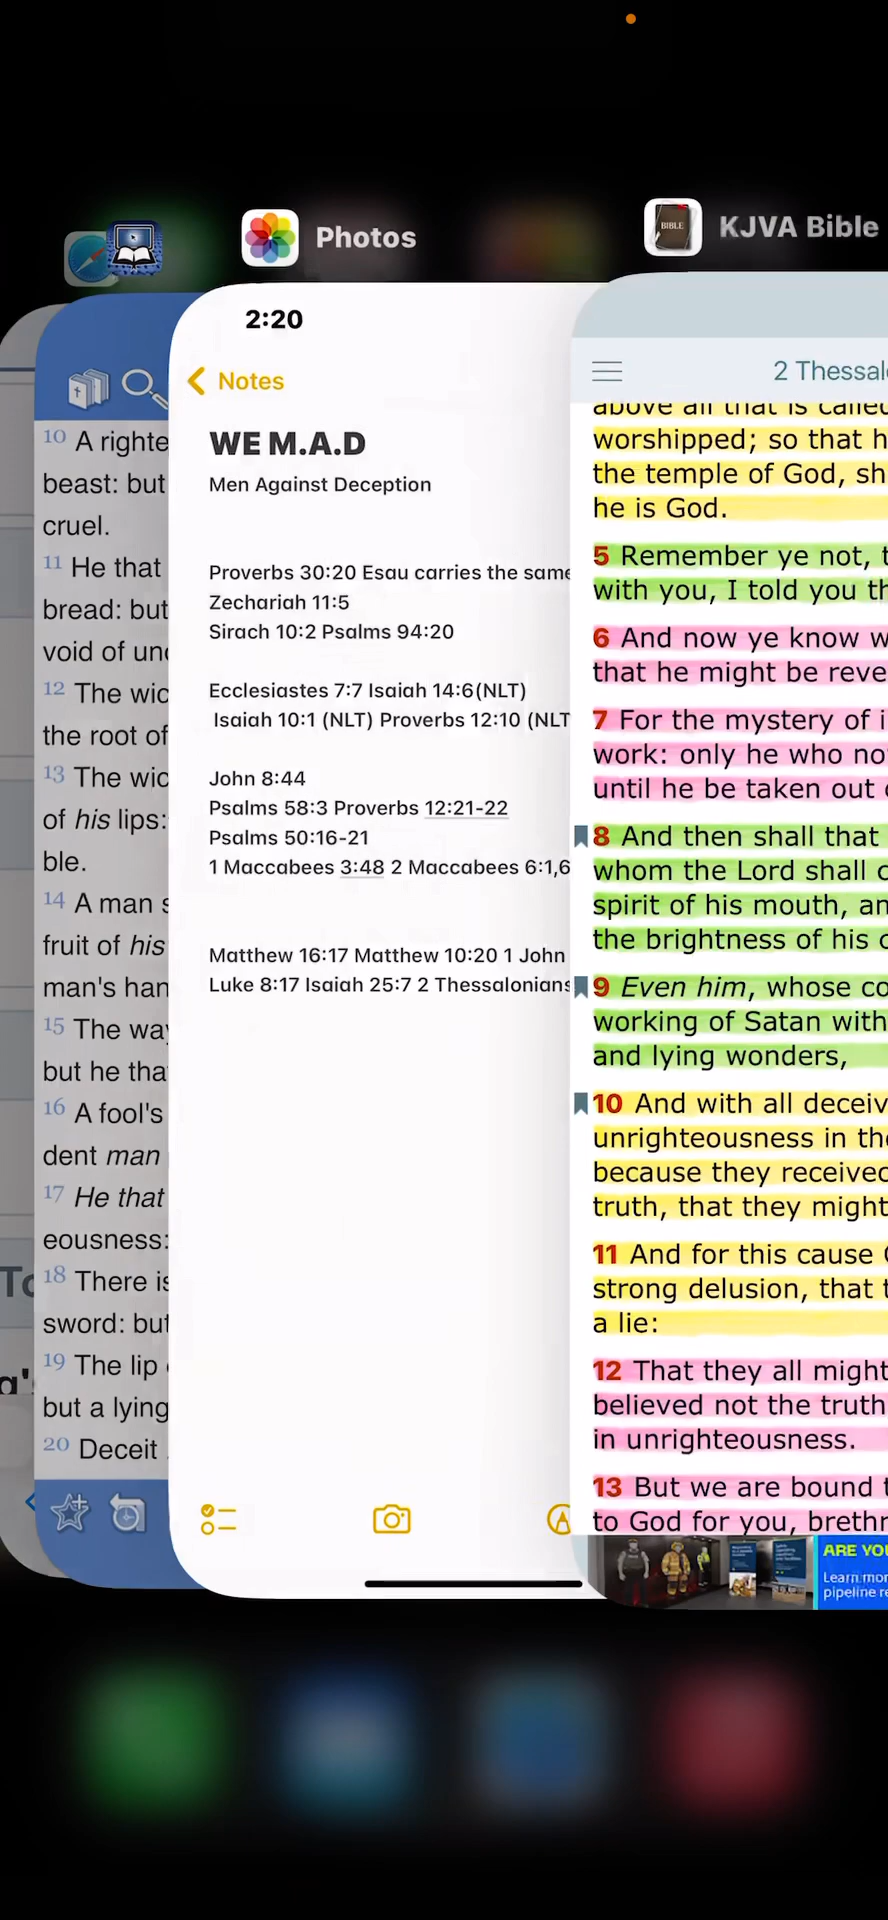 Photos
KJVA Bible
10 A righte
beast: but
cruel.
11 He that
bread: but
void of un
12 The wic
the root of
13 The wic
of his lips:
ble.
14 A man s
fruit of his
man's han
15 The way
but he tha
16 A fool's
dent man
17 He that
eousness:
18 There is
sword: but
19 The lip
but a lying
20 Deceit
2:20
Notes
WE M.A.D
Men Against Deception
Proverbs 30:20 Esau carries the same
Zechariah 11:5
Sirach 10:2 Psalms 94:20
Ecclesiastes 7:7 Isaiah 14:6(NLT)
Isaiah 10:1 (NLT) Proverbs 12:10 (NLT
John 8:44
Psalms 58:3 Proverbs 12:21-22
Psalms 50:16-21
1 Maccabees 3:48 2 Maccabees 6:1,6
Matthew 16:17 Matthew 10:20 1 John
Luke 8:17 Isaiah 25:7 2 Thessalonians
2 Thessal
above all that is called
worshipped; so that h
the temple of God, sh
he is God.
5 Remember ye not, t
with you, I told you th
6 And now ye know w
that he might be reve
7 For the mystery of i
work: only he who no
until he be taken out
8 And then shall that
whom the Lord shall c
spirit of his mouth, an
the brightness of his c
9 Even him, whose co
working of Satan with
and lying wonders,
10 And with all deceiv
unrighteousness in the
because they received
truth, that they might
11 And for this cause
strong delusion, that t
a lie:
12 That they all might
believed not the truth
in unrighteousness.
13 But we are bound t
to God for you, brethr
BIBLE
ARE YOU
Learn mor
pipeline re